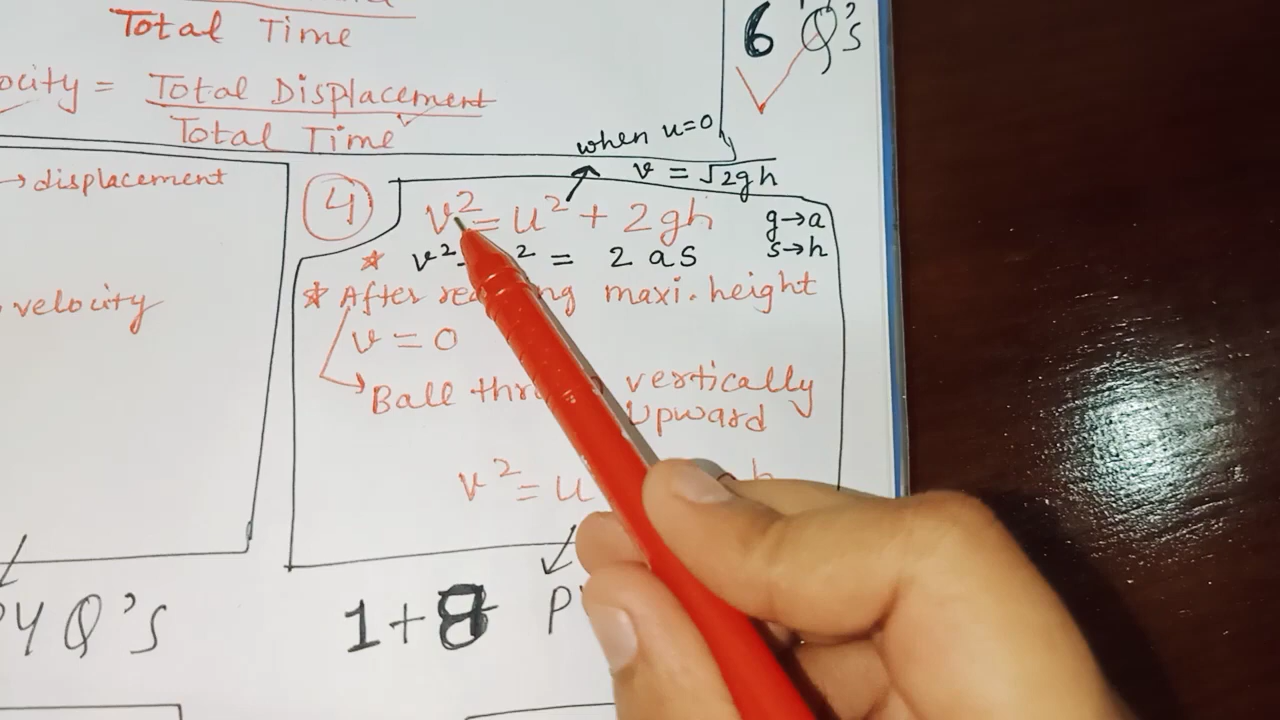 Total Time
6 Q's
ocity = Total Displacement
Total Time
when u=0
v = √2gh
→ displacement
4
v² = u² + 2gh
g→a
s→h
v² - ² = 2 as
* After maxi. height
velocity
v = 0
Ball vertically
Upward
v² = u h
PYQ's
1+8